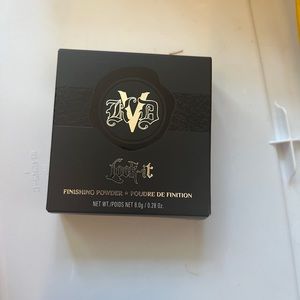 KVD
Lock-it
FINISHING POWDER + POUDRE DE FINITION
NET WT./POIDS NET 8.0g / 0.28 Oz.